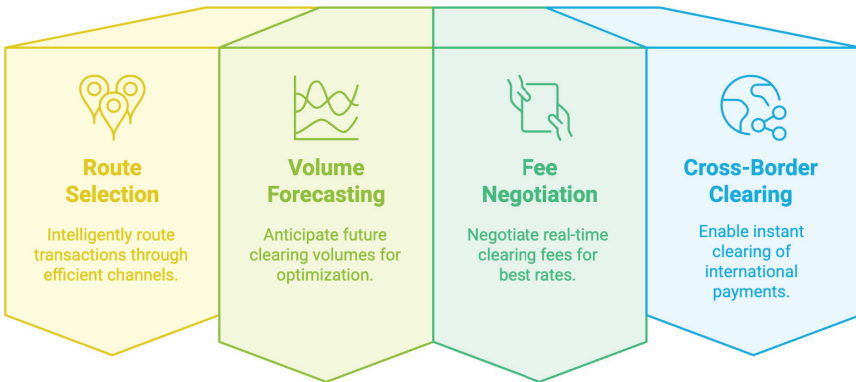 Route
Selection
Intelligently route
transactions through
efficient channels.
Volume
Forecasting
Anticipate future
clearing volumes for
optimization.
Fee
Negotiation
Negotiate real-time
clearing fees for
best rates.
Cross-Border
Clearing
Enable instant
clearing of
international
payments.